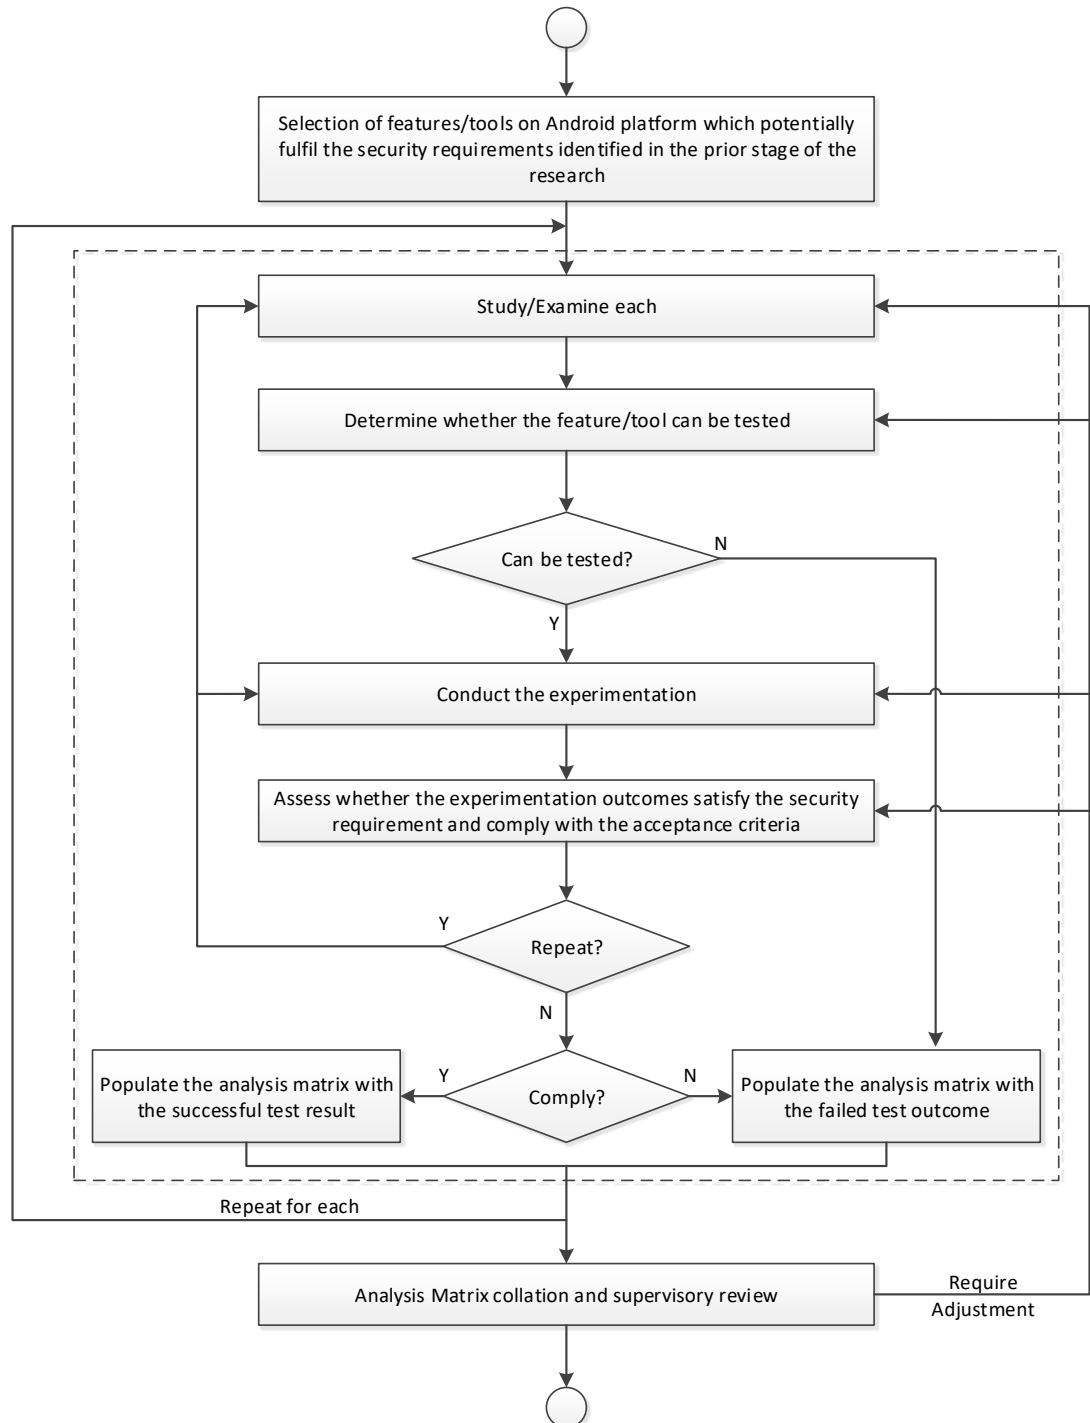 Selection of features/tools on Android platform which potentially
fulfil the security requirements identified in the prior stage of the
research
Study/Examine each
Determine whether the feature/tool can be tested
Can be tested?
N
Y
Conduct the experimentation
Assess whether the experimentation outcomes satisfy the security
requirement and comply with the acceptance criteria
Y
Repeat?
N
Populate the analysis matrix with
the successful test result
Y
Comply?
N
Populate the analysis matrix with
the failed test outcome
Repeat for each
Analysis Matrix collation and supervisory review
Require
Adjustment